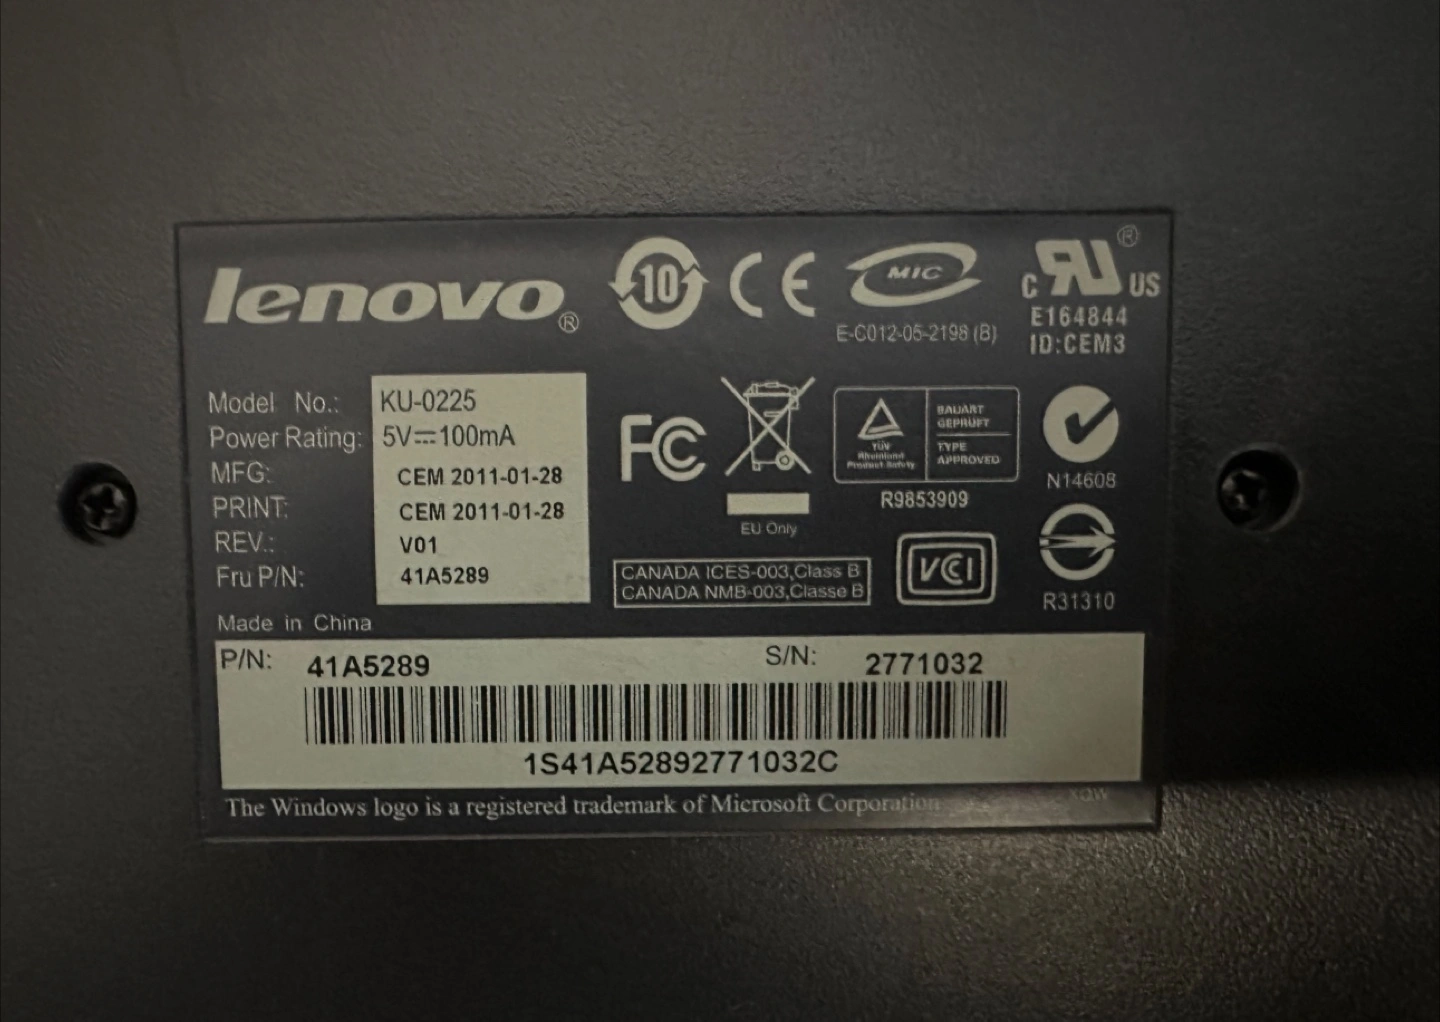 lenovo®
10 CE MIC C RU® US
E-C012-05-2198 (B)
E164844
ID:CEM3
Model No.: KU-0225
Power Rating: 5V⎓100mA
MFG: CEM 2011-01-28
PRINT: CEM 2011-01-28
REV.: V01
Fru P/N: 41A5289
Made in China
FC
EU Only
TÜV
Rheinland
Product Safety
BAUART
GEPRÜFT
TYPE
APPROVED
R9853909
N14608
CANADA ICES-003,Class B
CANADA NMB-003,Classe B
VCI
R31310
P/N: 41A5289 S/N: 2771032
1S41A52892771032C
The Windows logo is a registered trademark of Microsoft Corporation